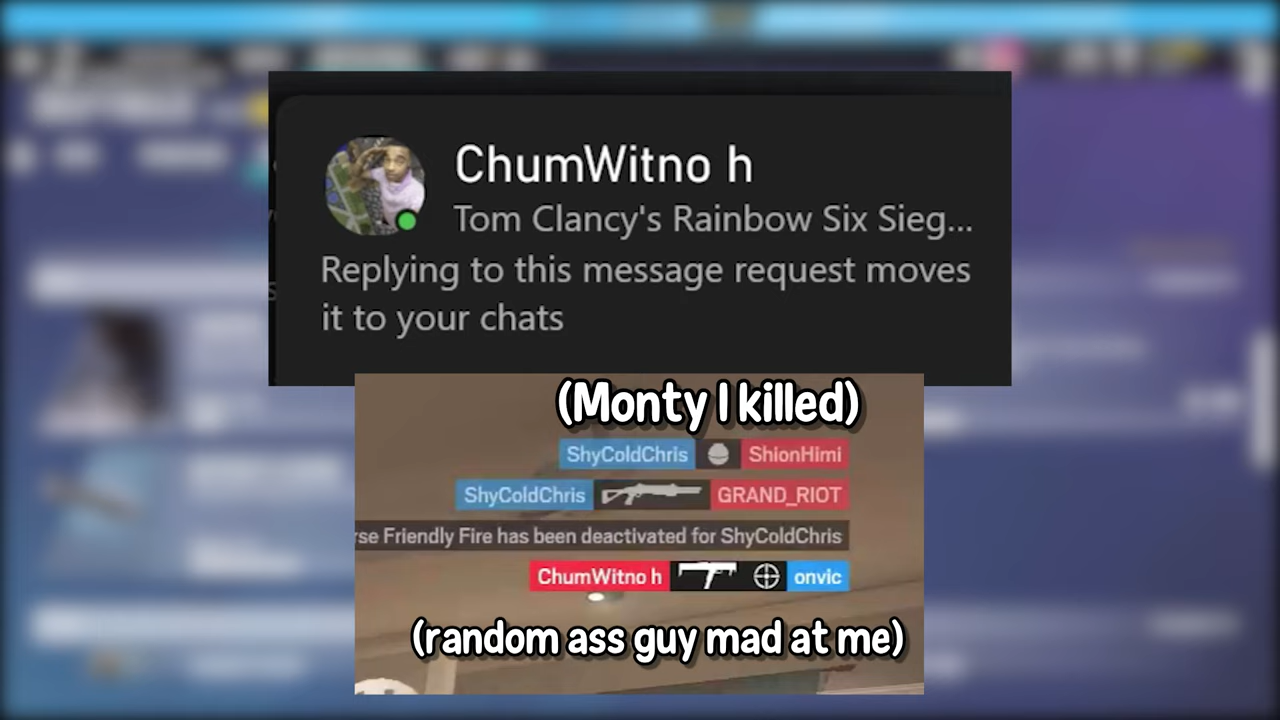 ChumWitno h
Tom Clancy's Rainbow Six Sieg...
Replying to this message request moves
it to your chats
(Monty I killed)
ShyColdChris ShionHimi
ShyColdChris GRAND_RIOT
rse Friendly Fire has been deactivated for ShyColdChris
ChumWitno h onvic
(random ass guy mad at me)